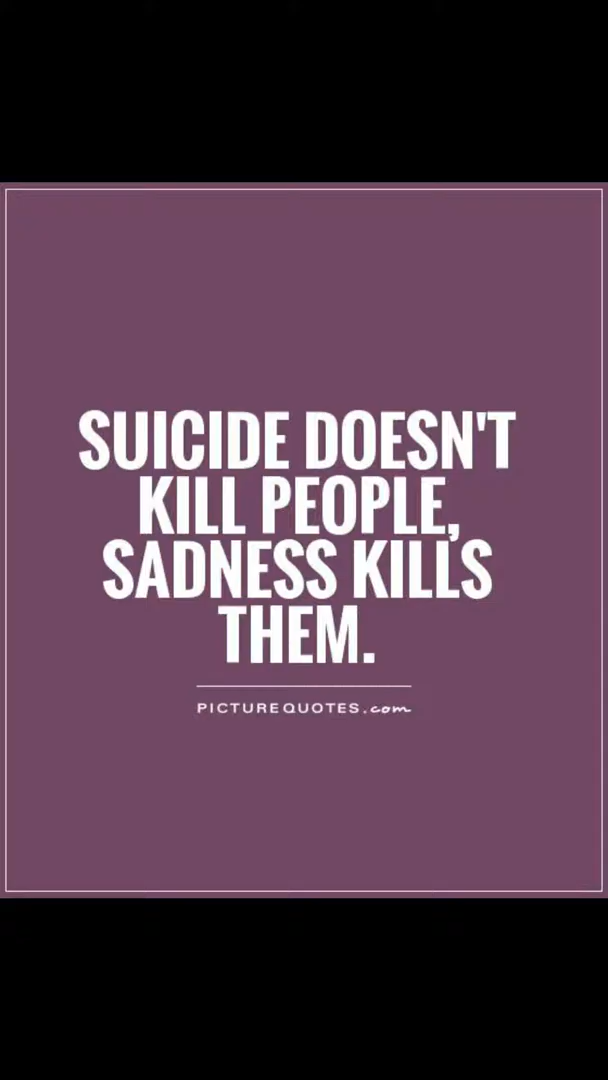 SUICIDE DOESN'T
KILL PEOPLE,
SADNESS KILLS
THEM.
PICTUREQUOTES.com